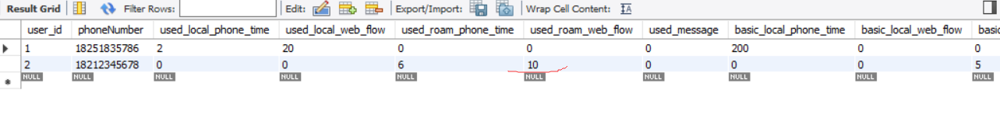 Result Grid Filter Rows: Edit: Export/Import: Wrap Cell Content: IA
user_id phoneNumber used_local_phone_time used_local_web_flow used_roam_phone_time used_roam_web_flow used_message basic_local_phone_time basic_local_web_flow basic
1 18251835786 2 20 0 0 0 200 0 0
2 18212345678 0 0 6 10 0 0 0 5
NULL NULL NULL NULL NULL NULL NULL NULL NULL